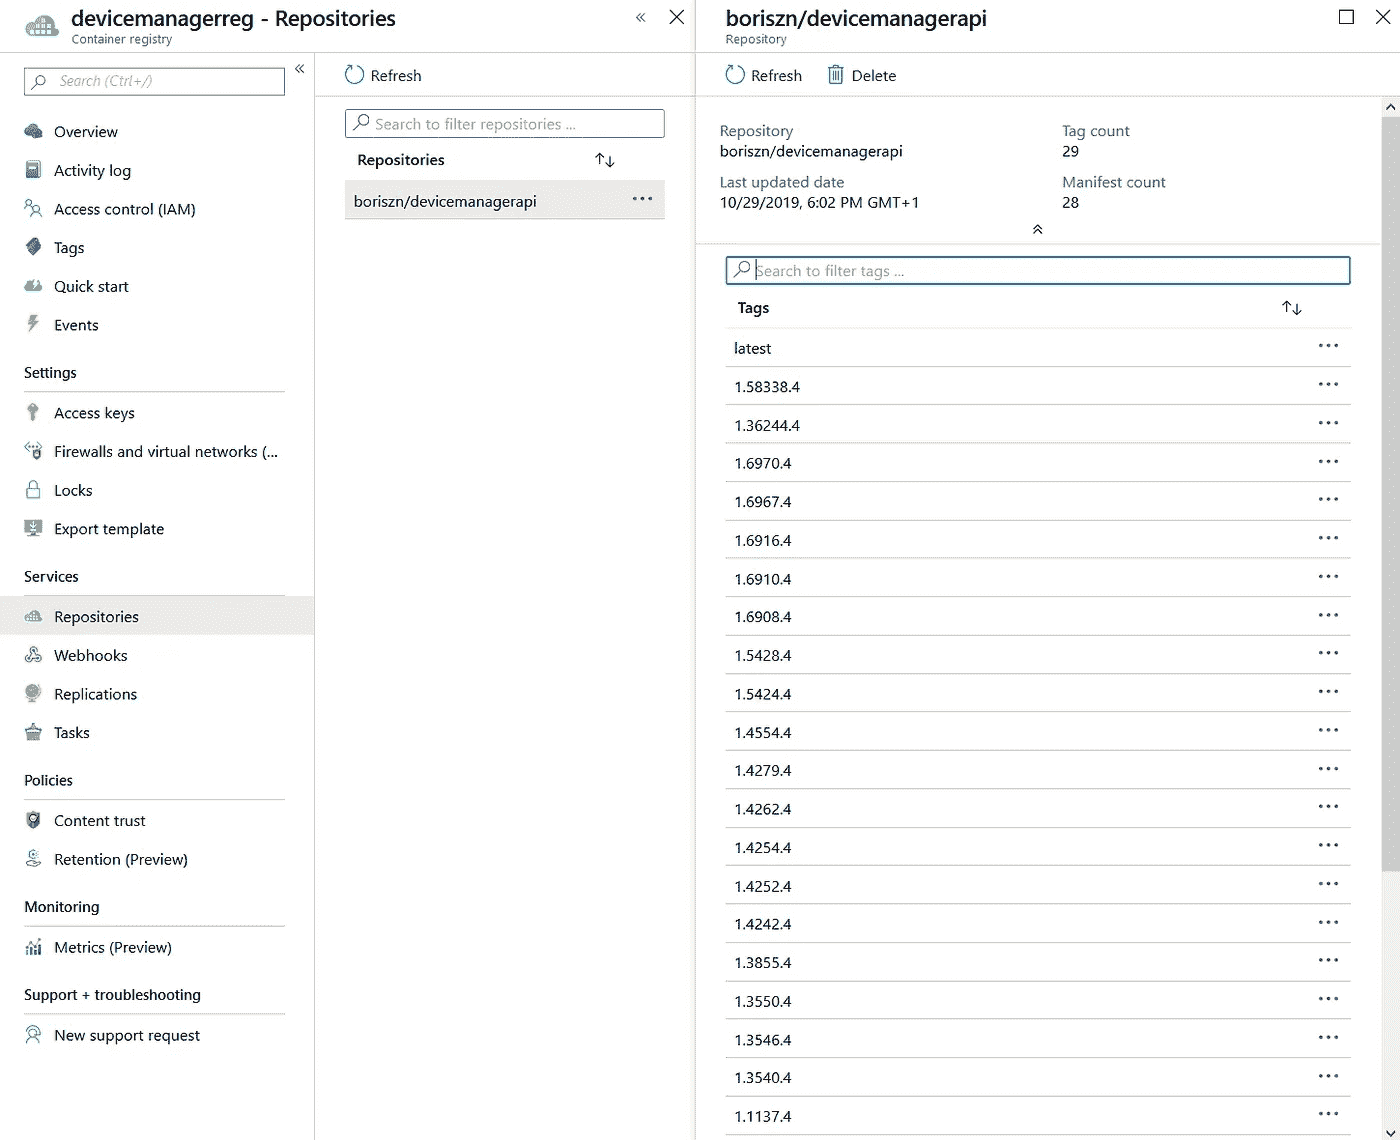 devicemanagerreg - Repositories
Container registry
Search (Ctrl+/)
Overview
Activity log
Access control (IAM)
Tags
Quick start
Events
Settings
Access keys
Firewalls and virtual networks (...
Locks
Export template
Services
Repositories
Webhooks
Replications
Tasks
Policies
Content trust
Retention (Preview)
Monitoring
Metrics (Preview)
Support + troubleshooting
New support request
Refresh
Search to filter repositories ...
Repositories
boriszn/devicemanagerapi
boriszn/devicemanagerapi
Repository
Refresh Delete
Repository
boriszn/devicemanagerapi
Tag count
29
Last updated date
10/29/2019, 6:02 PM GMT+1
Manifest count
28
Search to filter tags ...
Tags
latest
1.58338.4
1.36244.4
1.6970.4
1.6967.4
1.6916.4
1.6910.4
1.6908.4
1.5428.4
1.5424.4
1.4554.4
1.4279.4
1.4262.4
1.4254.4
1.4252.4
1.4242.4
1.3855.4
1.3550.4
1.3546.4
1.3540.4
1.1137.4